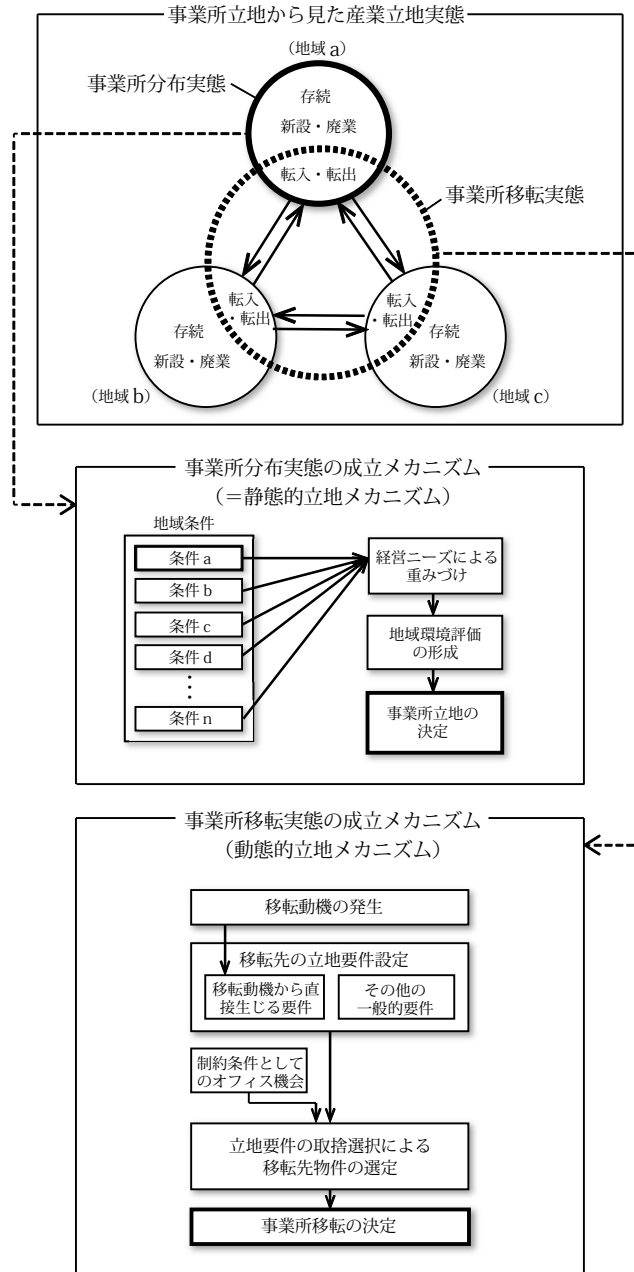 事業所立地から見た産業立地実態
（地域 a）
事業所分布実態
存続
新設・廃業
転入・転出
事業所移転実態
転入
・転出
存続
新設・廃業
（地域 b）
転入
・転出
存続
新設・廃業
（地域 c）
事業所分布実態の成立メカニズム
（＝静態的立地メカニズム）
地域条件
条件 a
条件 b
条件 c
条件 d
⋮
条件 n
経営ニーズによる
重みづけ
地域環境評価
の形成
事業所立地の
決定
事業所移転実態の成立メカニズム
（動態的立地メカニズム）
移転動機の発生
移転先の立地要件設定
移転動機から直
接生じる要件
その他の
一般的要件
制約条件として
のオフィス機会
立地要件の取捨選択による
移転先物件の選定
事業所移転の決定